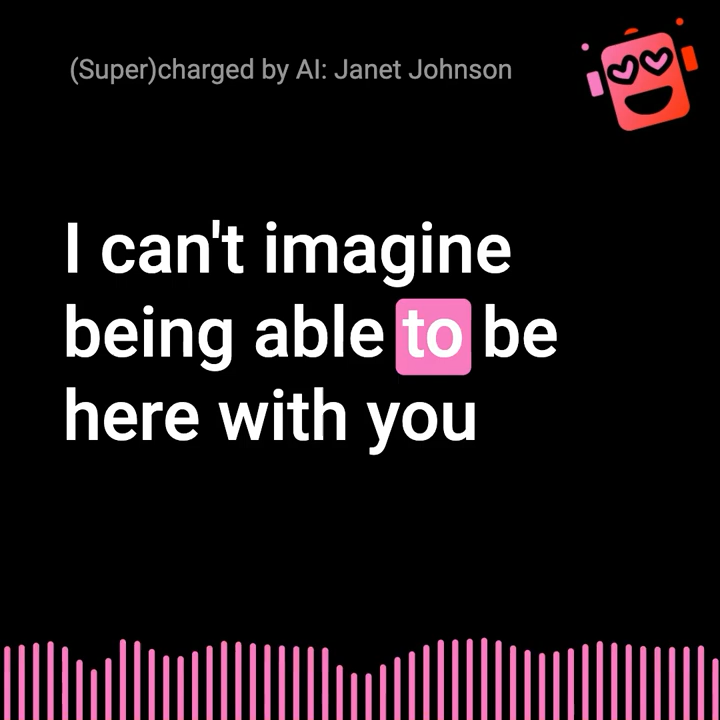 (Super)charged by AI: Janet Johnson
I can't imagine
being able to be
here with you